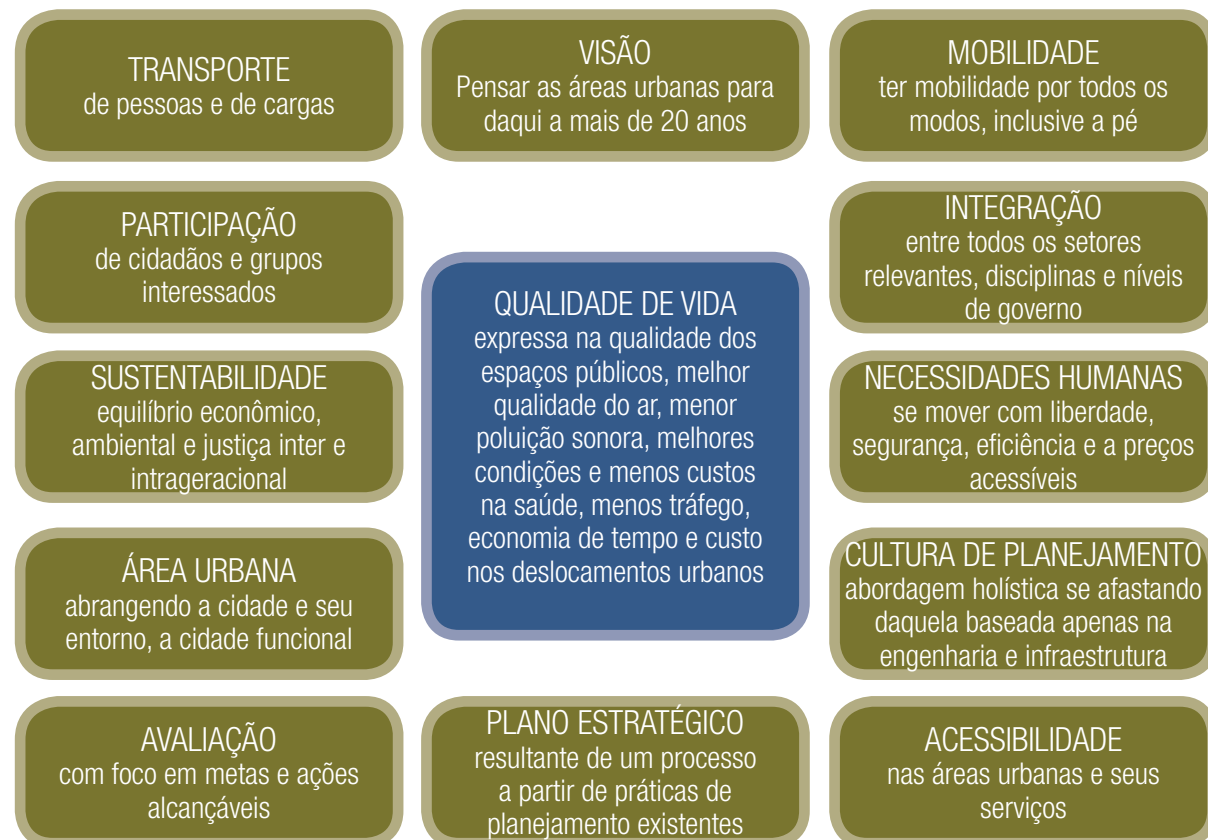 TRANSPORTE
de pessoas e de cargas
VISÃO
Pensar as áreas urbanas para
daqui a mais de 20 anos
MOBILIDADE
ter mobilidade por todos os
modos, inclusive a pé
PARTICIPAÇÃO
de cidadãos e grupos
interessados
INTEGRAÇÃO
entre todos os setores
relevantes, disciplinas e níveis
de governo
QUALIDADE DE VIDA
expressa na qualidade dos
espaços públicos, melhor
qualidade do ar, menor
poluição sonora, melhores
condições e menos custos
na saúde, menos tráfego,
economia de tempo e custo
nos deslocamentos urbanos
SUSTENTABILIDADE
equilíbrio econômico,
ambiental e justiça inter e
intrageracional
NECESSIDADES HUMANAS
se mover com liberdade,
segurança, eficiência e a preços
acessíveis
ÁREA URBANA
abrangendo a cidade e seu
entorno, a cidade funcional
CULTURA DE PLANEJAMENTO
abordagem holística se afastando
daquela baseada apenas na
engenharia e infraestrutura
AVALIAÇÃO
com foco em metas e ações
alcançáveis
PLANO ESTRATÉGICO
resultante de um processo
a partir de práticas de
planejamento existentes
ACESSIBILIDADE
nas áreas urbanas e seus
serviços